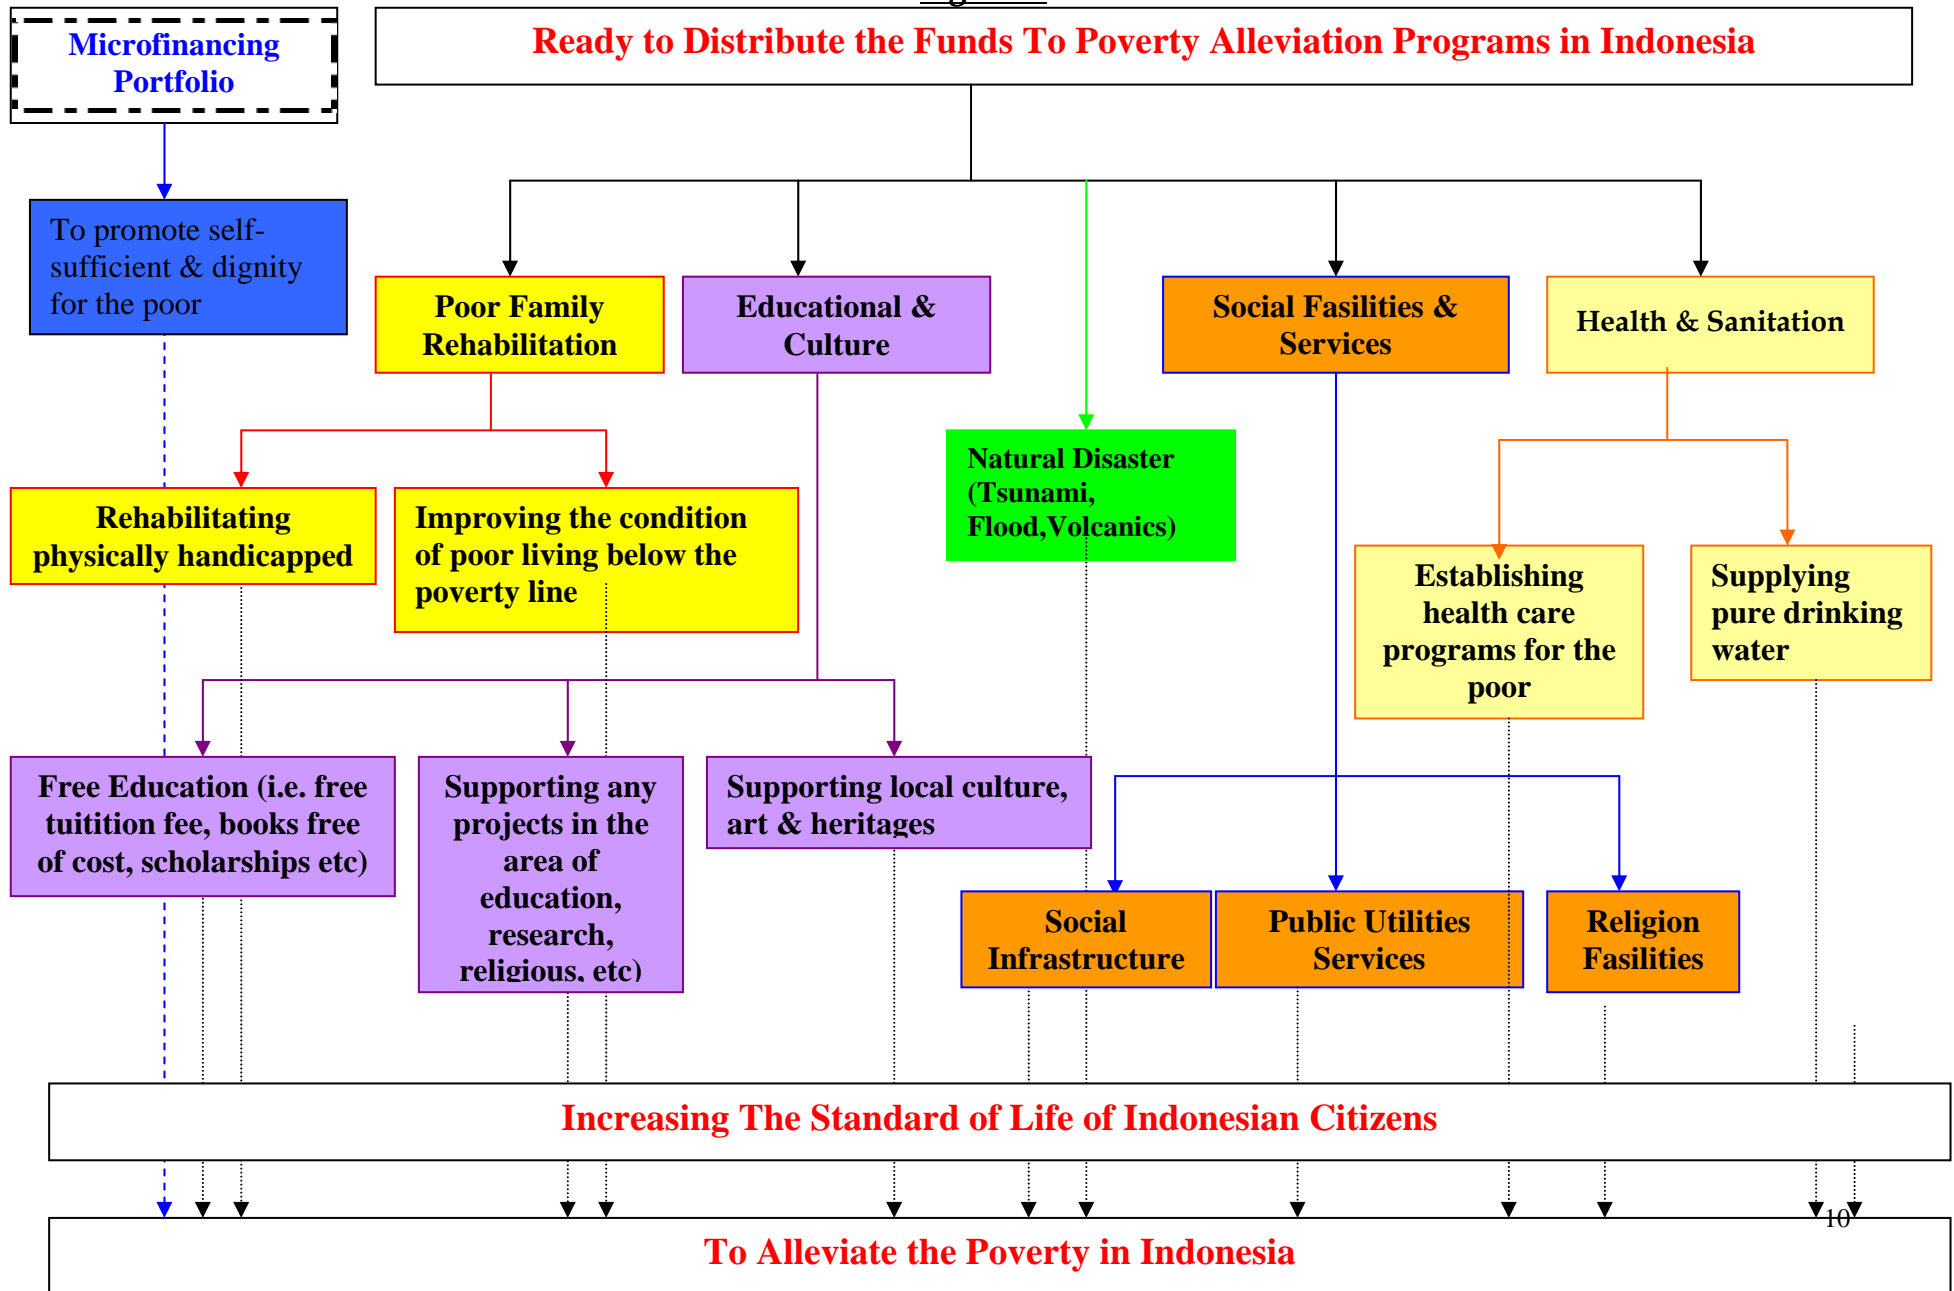 Microfinancing
Portfolio
Ready to Distribute the Funds To Poverty Alleviation Programs in Indonesia
To promote self-
sufficient & dignity
for the poor
Poor Family
Rehabilitation
Educational &
Culture
Social Fasilities &
Services
Health & Sanitation
Natural Disaster
(Tsunami,
Flood,Volcanics)
Rehabilitating
physically handicapped
Improving the condition
of poor living below the
poverty line
Establishing
health care
programs for the
poor
Supplying
pure drinking
water
Free Education (i.e. free
tuitition fee, books free
of cost, scholarships etc)
Supporting any
projects in the
area of
education,
research,
religious, etc)
Supporting local culture,
art & heritages
Social
Infrastructure
Public Utilities
Services
Religion
Fasilities
Increasing The Standard of Life of Indonesian Citizens
10
To Alleviate the Poverty in Indonesia